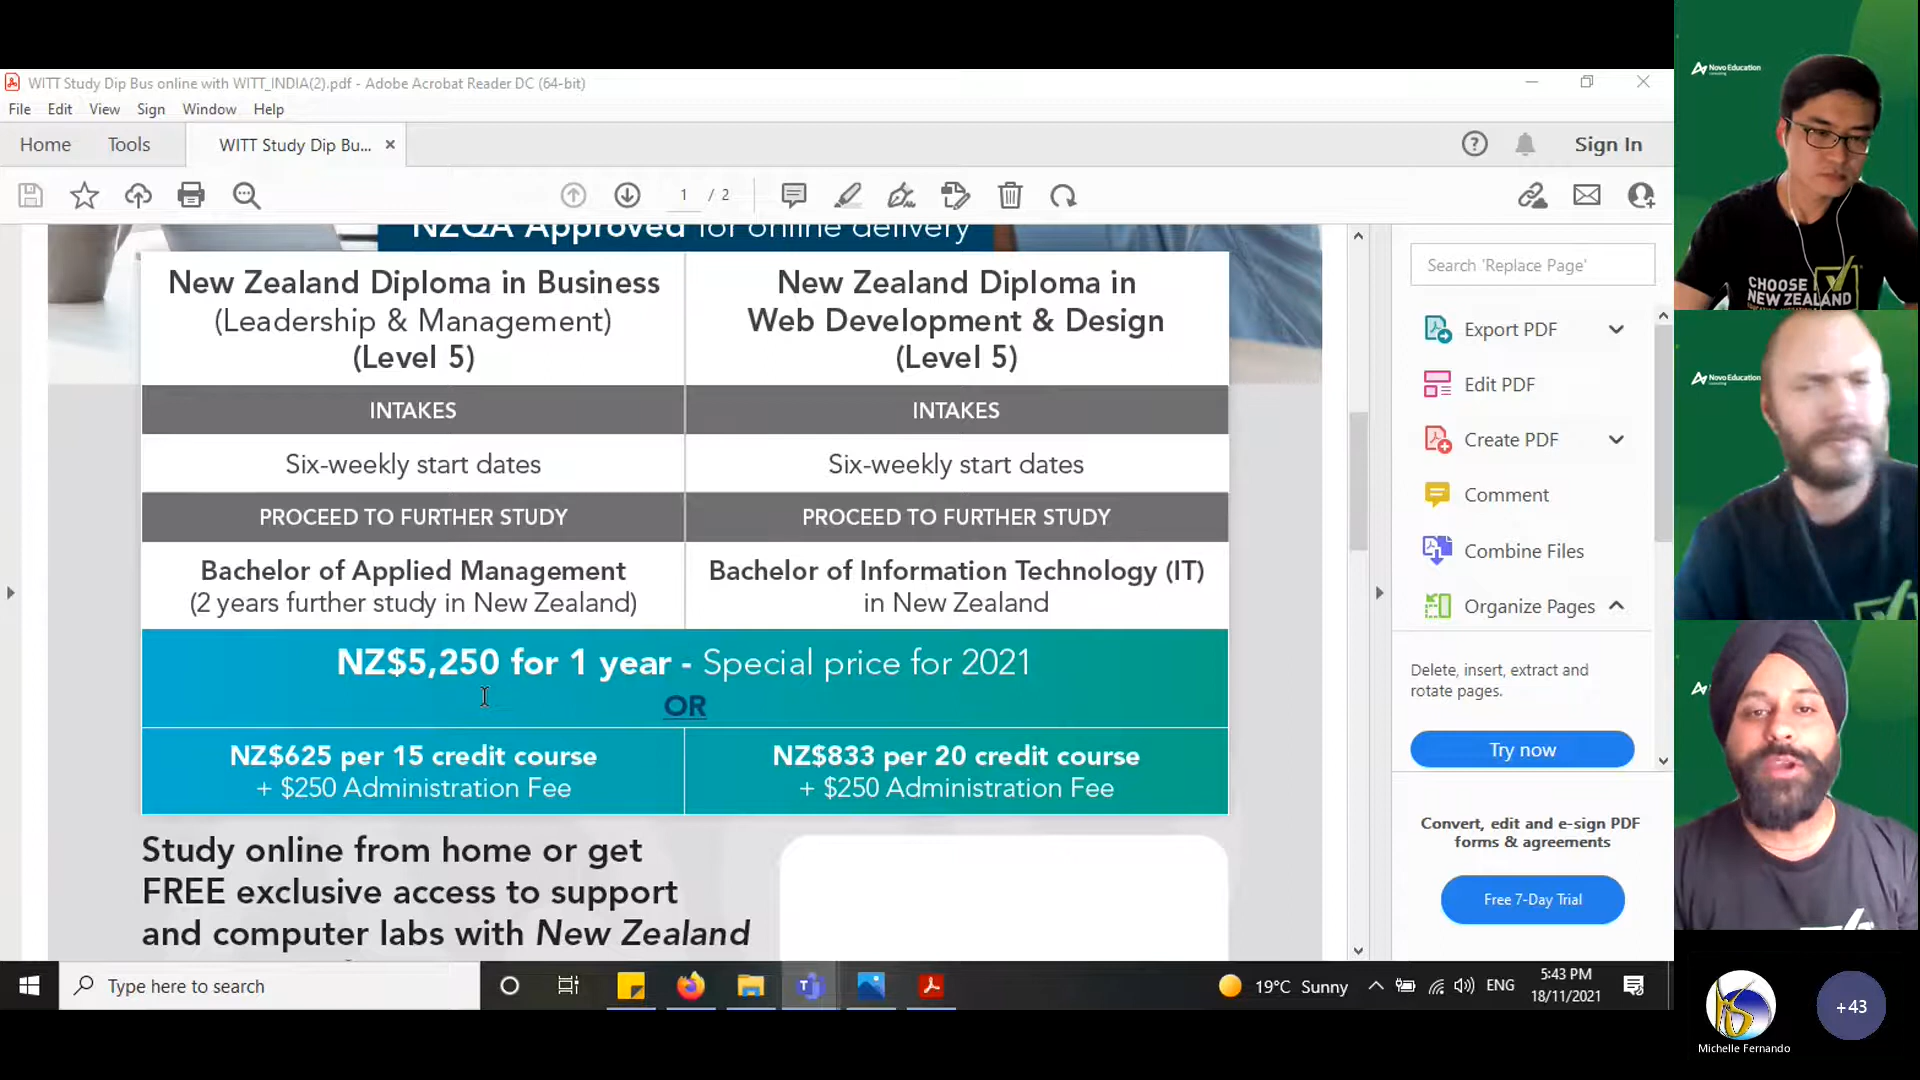 WITT Study Dip Bus online with WITT_INDIA(2).pdf - Adobe Acrobat Reader DC (64-bit)
File Edit View Sign Window Help
Home Tools WITT Study Dip Bu... Sign In
1 / 2
NZQA Approved for online delivery
New Zealand Diploma in Business
(Leadership & Management)
(Level 5)
New Zealand Diploma in
Web Development & Design
(Level 5)
INTAKES
INTAKES
Six-weekly start dates
Six-weekly start dates
PROCEED TO FURTHER STUDY
PROCEED TO FURTHER STUDY
Bachelor of Applied Management
(2 years further study in New Zealand)
Bachelor of Information Technology (IT)
in New Zealand
NZ$5,250 for 1 year - Special price for 2021
OR
NZ$625 per 15 credit course
+ $250 Administration Fee
NZ$833 per 20 credit course
+ $250 Administration Fee
Study online from home or get
FREE exclusive access to support
and computer labs with New Zealand
Search 'Replace Page'
Export PDF
Edit PDF
Create PDF
Comment
Combine Files
Organize Pages
Delete, insert, extract and
rotate pages.
Try now
Convert, edit and e-sign PDF
forms & agreements
Free 7-Day Trial
Type here to search
19°C Sunny
ENG
5:43 PM
18/11/2021
Novo Education
CHOOSE
NEW ZEALAND
Novo Education
Michelle Fernando
+43